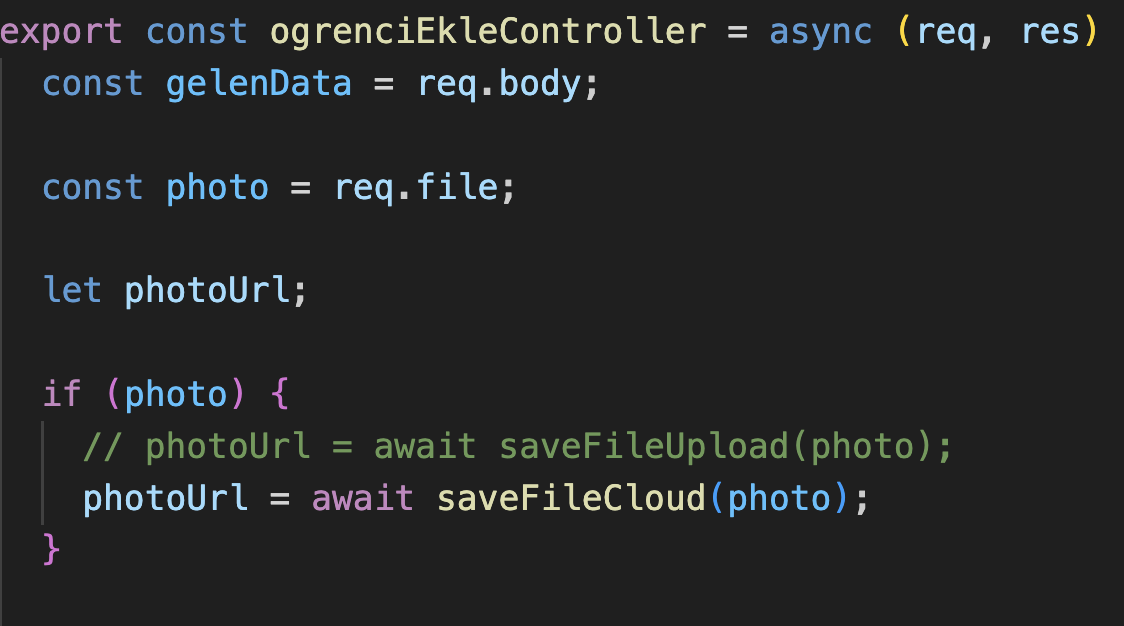 export const ogrenciEkleController = async (req, res)
const gelenData = req.body;
const photo = req.file;
let photoUrl;
if (photo) {
// photoUrl = await saveFileUpload(photo);
photoUrl = await saveFileCloud(photo);
}